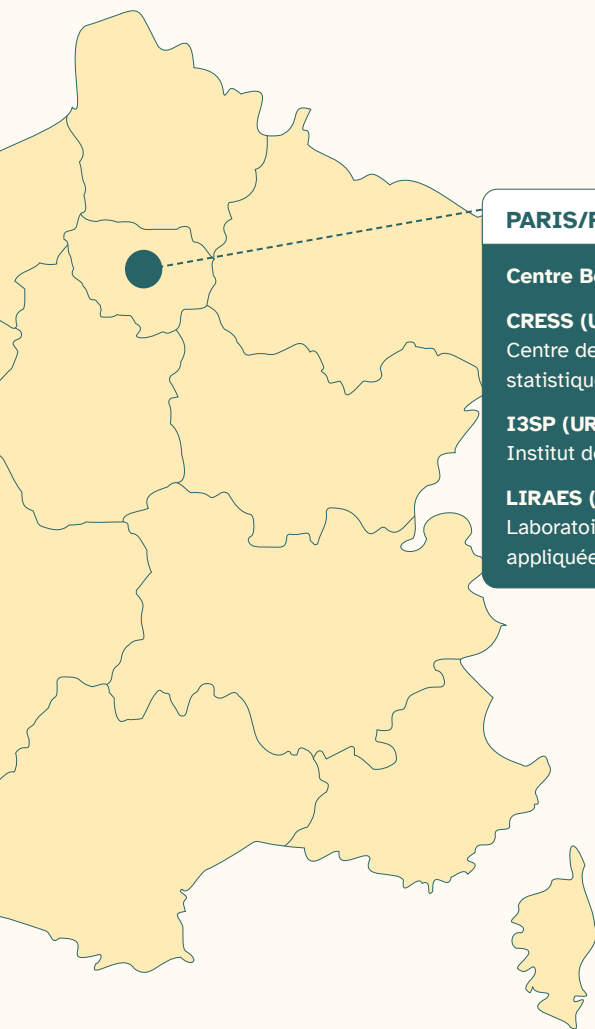 PARIS/
Centre
CRESS (U
Centre de
statistiqu
I3SP (UR
Institut d
LIRAES (
Laboratoi
appliquée